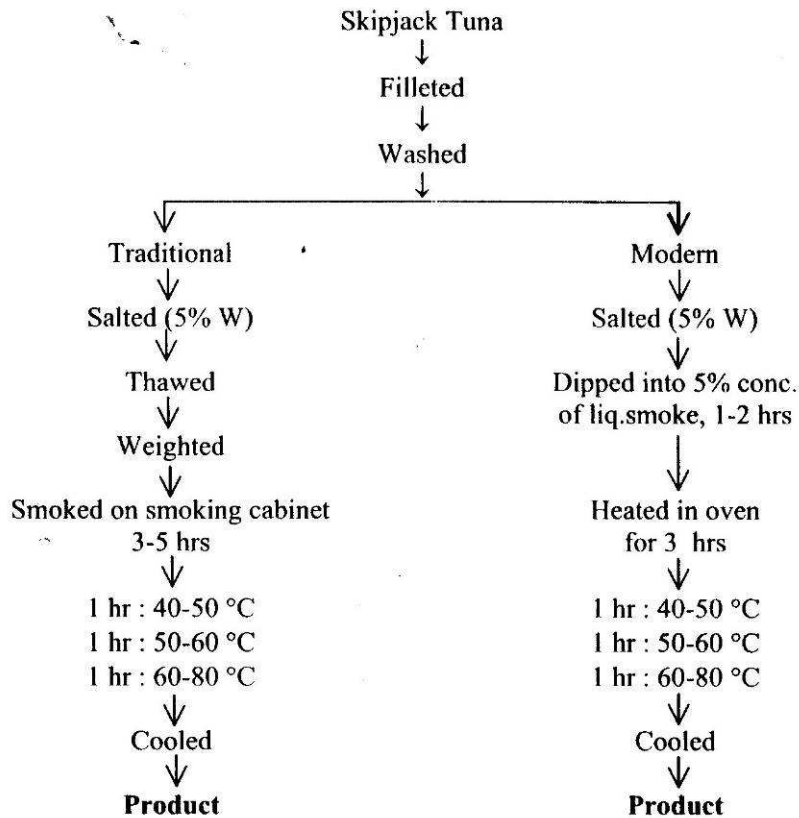 Skipjack Tuna
Filleted
Washed
Traditional
Salted (5% W)
Thawed
Weighted
Smoked on smoking cabinet
3-5 hrs
1 hr : 40-50 °C
1 hr : 50-60 °C
1 hr : 60-80 °C
Cooled
Product
Modern
Salted (5% W)
Dipped into 5% conc.
of liq.smoke, 1-2 hrs
Heated in oven
for 3 hrs
1 hr : 40-50 °C
1 hr : 50-60 °C
1 hr : 60-80 °C
Cooled
Product